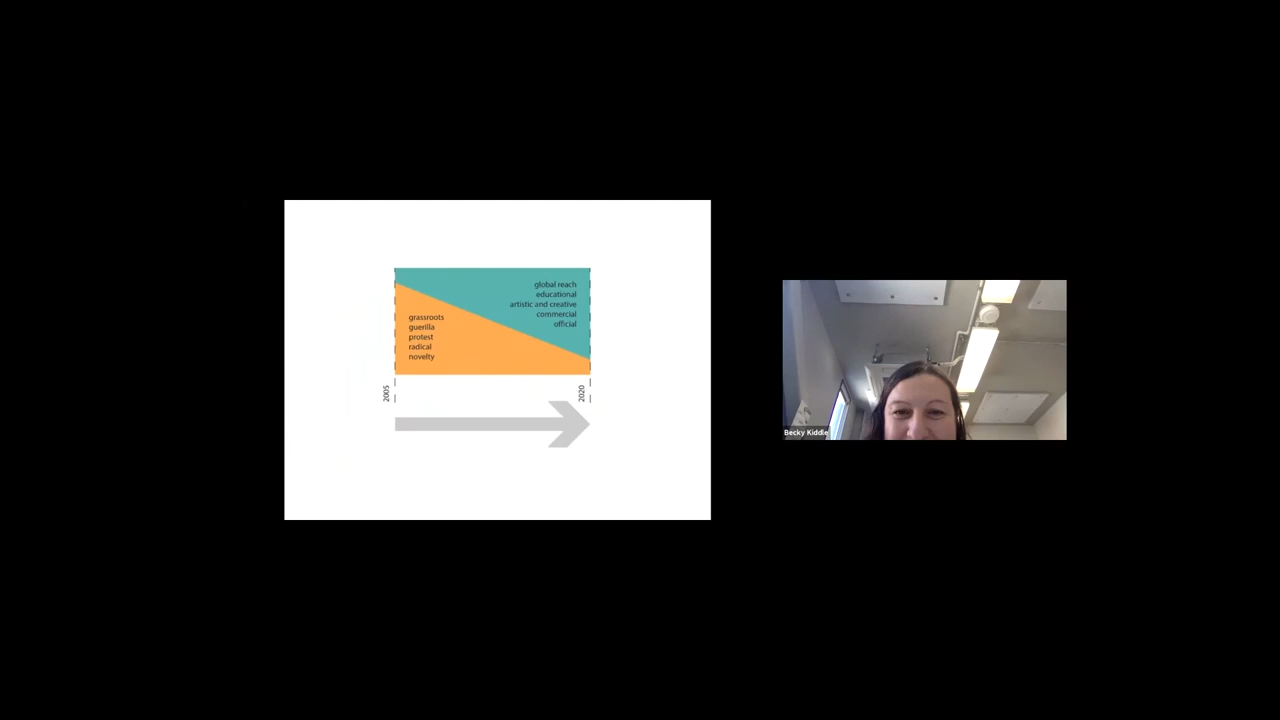 global reach
educational
artistic and creative
commercial
official
grassroots
guerilla
protest
radical
novelty
2005
2020
Becky Kiddle